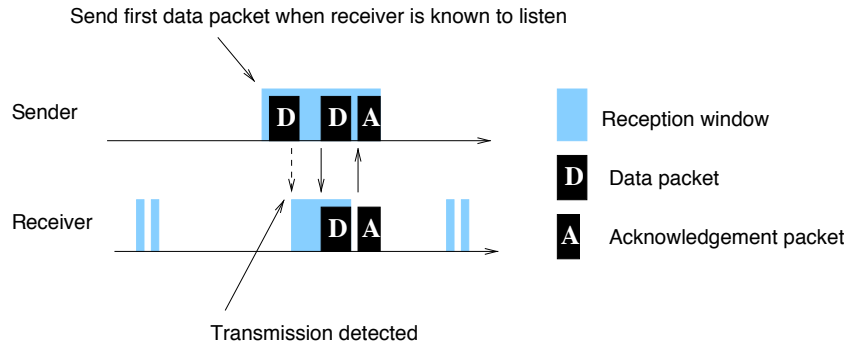 Send first data packet when receiver is known to listen
Sender
D
D
A
Reception window
D
Data packet
Receiver
D
A
A
Acknowledgement packet
Transmission detected